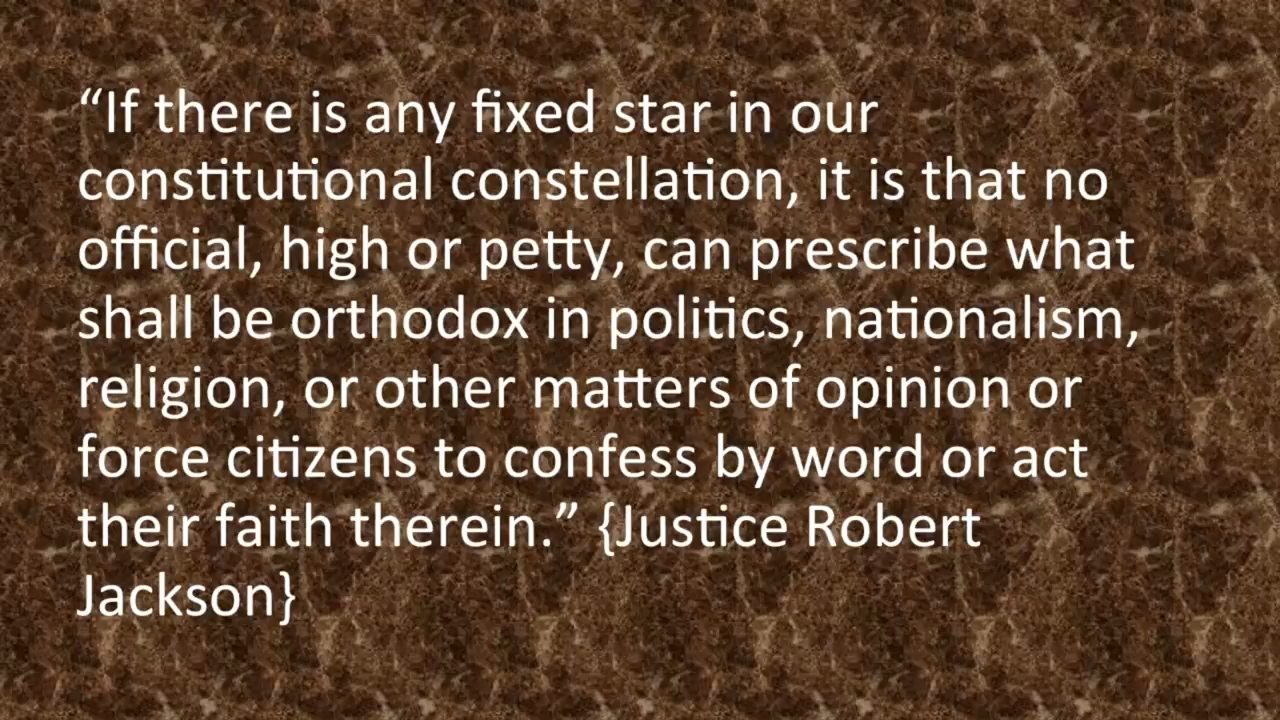 “If there is any fixed star in our
constitutional constellation, it is that no
official, high or petty, can prescribe what
shall be orthodox in politics, nationalism,
religion, or other matters of opinion or
force citizens to confess by word or act
their faith therein.” {Justice Robert
Jackson}